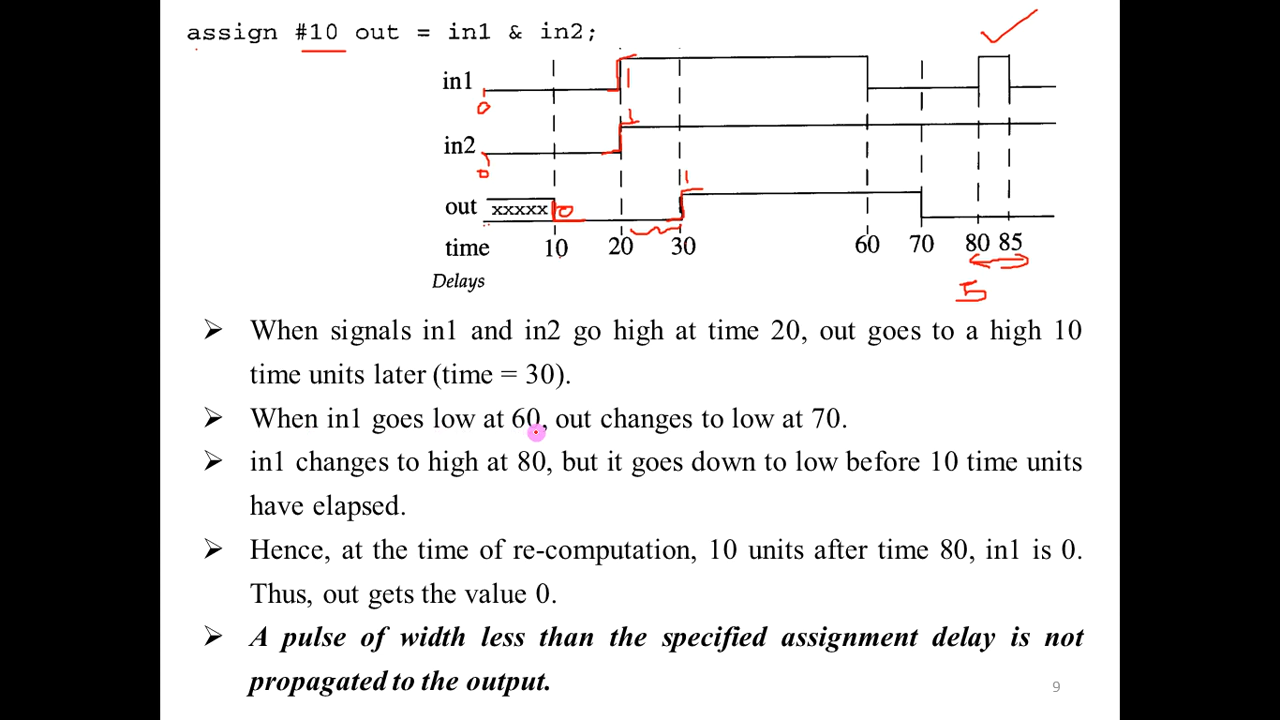 assign #10 out = in1 & in2;
in1
1
0
1
in2
0
1
out xxxxx 0
time 10 20 30 60 70 80 85
Delays
5
➢ When signals in1 and in2 go high at time 20, out goes to a high 10
time units later (time = 30).
➢ When in1 goes low at 60, out changes to low at 70.
➢ in1 changes to high at 80, but it goes down to low before 10 time units
have elapsed.
➢ Hence, at the time of re-computation, 10 units after time 80, in1 is 0.
Thus, out gets the value 0.
➢ A pulse of width less than the specified assignment delay is not
propagated to the output.
9